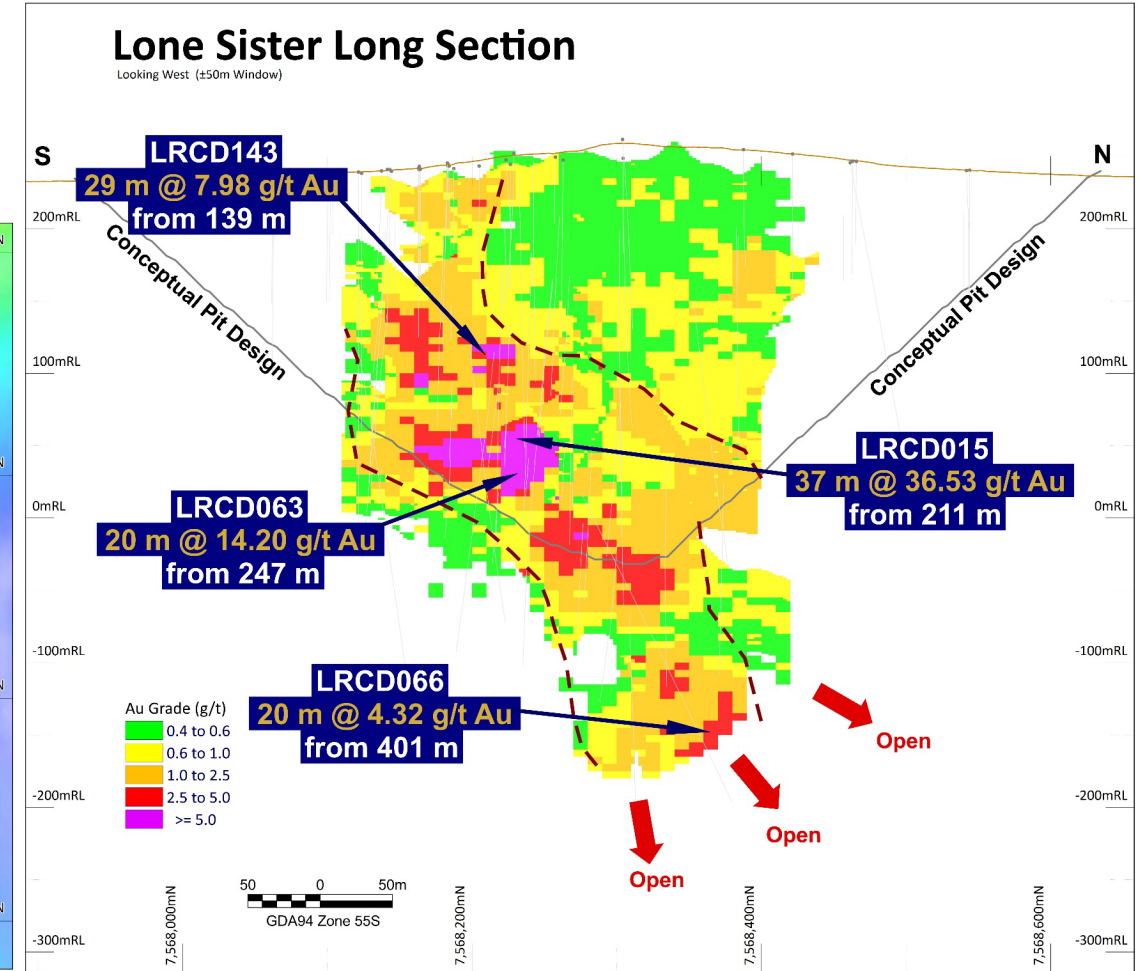 Lone Sister Long Section
Looking West (±50m Window)
S
N
LRCD143
29 m @ 7.98 g/t Au
from 139 m
200mRL
200mRL
Conceptual Pit Design
Conceptual Pit Design
100mRL
100mRL
LRCD015
37 m @ 36.53 g/t Au
from 211 m
LRCD063
20 m @ 14.20 g/t Au
from 247 m
0mRL
0mRL
-100mRL
-100mRL
LRCD066
20 m @ 4.32 g/t Au
from 401 m
Au Grade (g/t)
0.4 to 0.6
0.6 to 1.0
1.0 to 2.5
2.5 to 5.0
>= 5.0
Open
Open
Open
-200mRL
-200mRL
50 0 50m
GDA94 Zone 55S
7,568,000mN
7,568,200mN
7,568,400mN
7,568,600mN
-300mRL
-300mRL